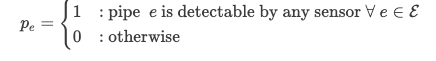 p_e = { 1 : pipe e is detectable by any sensor ∀ e ∈ ℰ
0 : otherwise